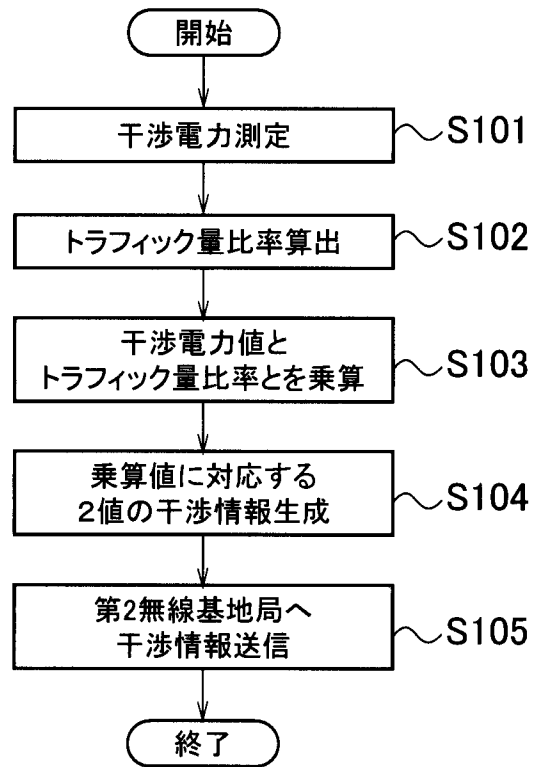 開始
干渉電力測定
S101
トラフィック量比率算出
S102
干渉電力値と
トラフィック量比率とを乗算
S103
乗算値に対応する
2値の干渉情報生成
S104
第2無線基地局へ
干渉情報送信
S105
終了